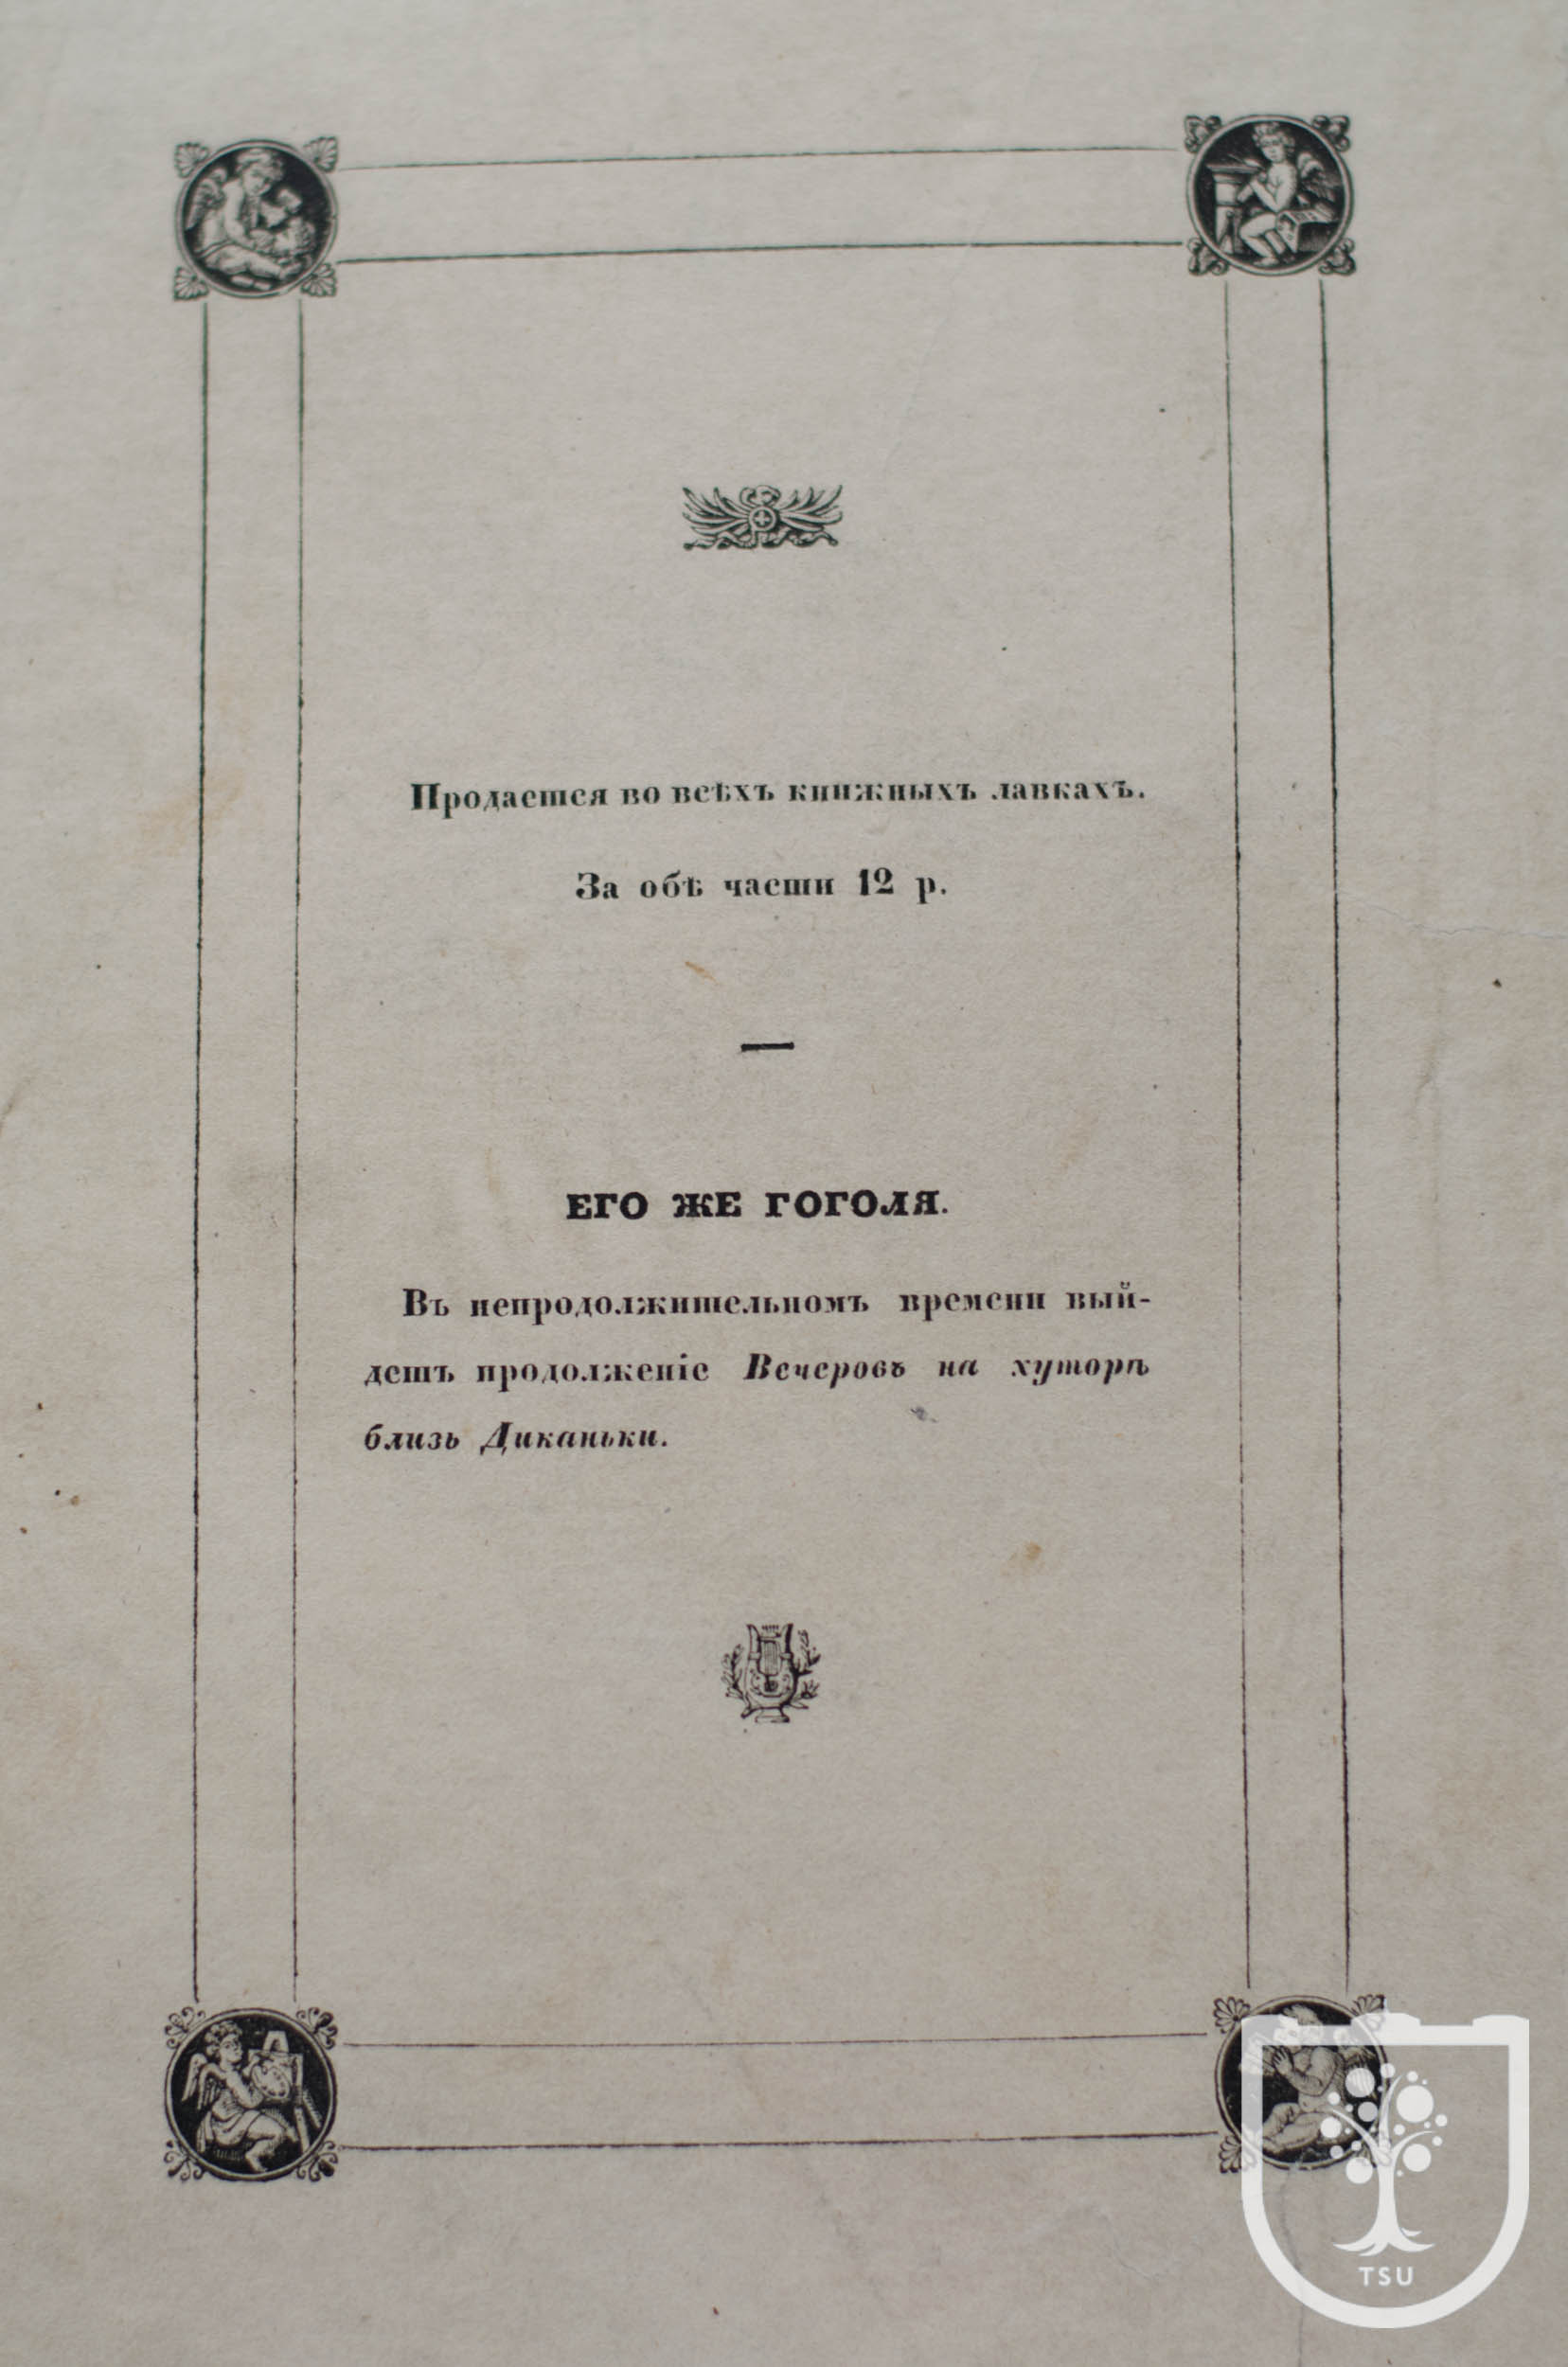 Продается во всѣхъ книжныхъ лавкахъ.
За обѣ части 12 р.
ЕГО ЖЕ ГОГОЛЯ.
Въ непродолжительномъ времени вый-
детъ продолженіе Вечеровъ на хуторѣ
близь Диканьки.
TSU